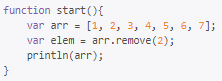 function start(){
    var arr = [1, 2, 3, 4, 5, 6, 7];
    var elem = arr.remove(2);
    println(arr);
}